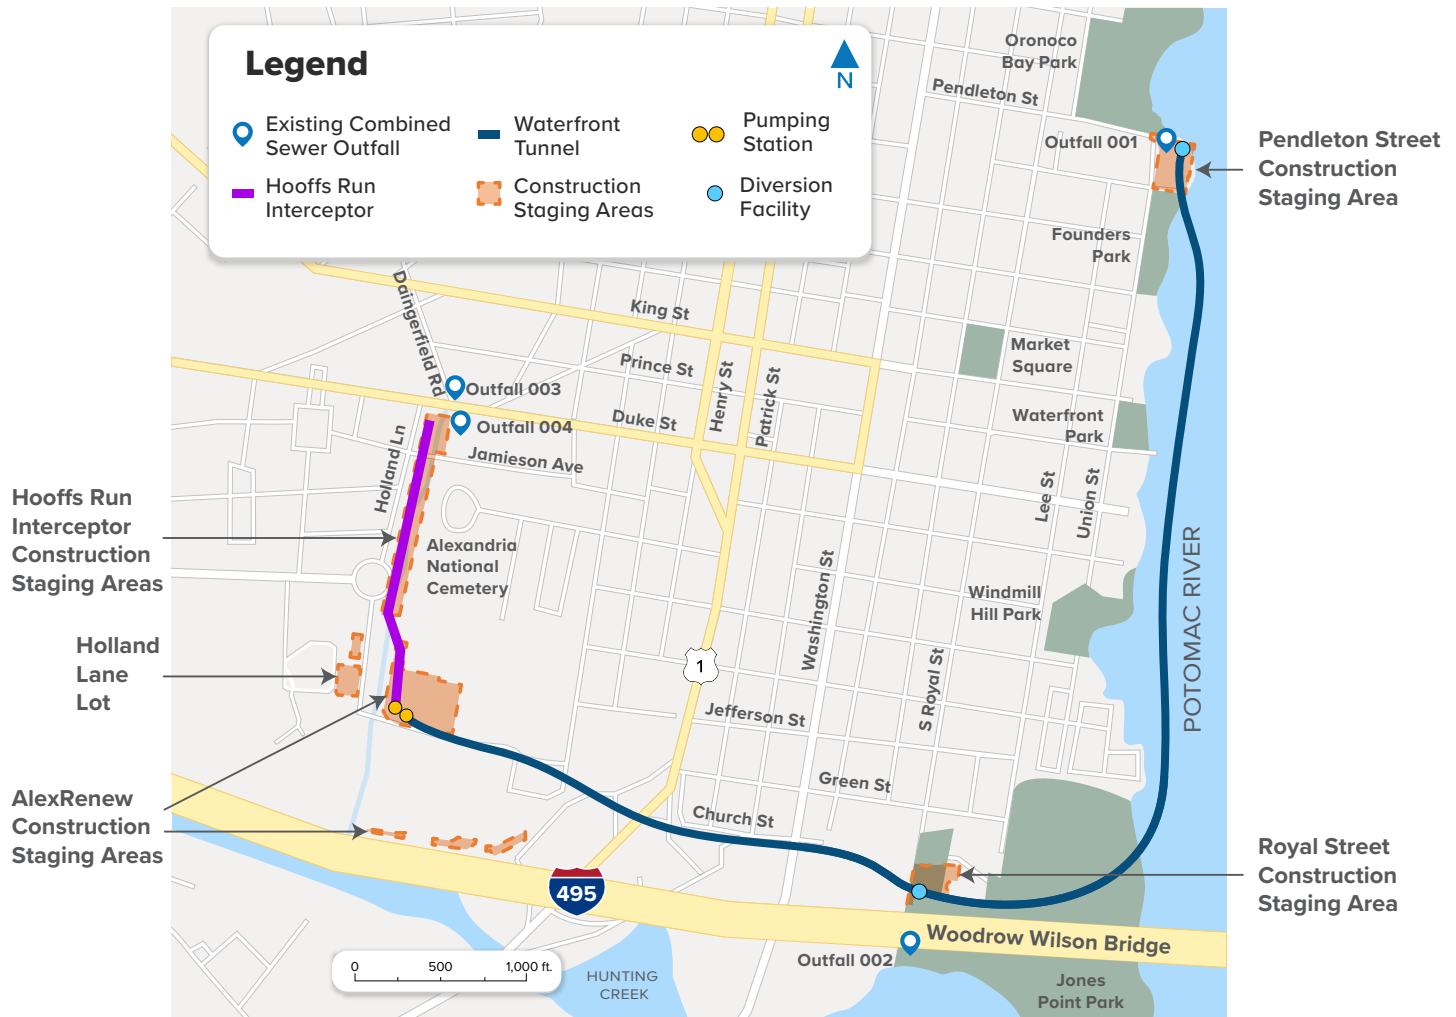 Legend
N
Existing Combined
Sewer Outfall
Waterfront
Tunnel
Pumping
Station
Hooffs Run
Interceptor
Construction
Staging Areas
Diversion
Facility
Oronoco
Bay Park
Pendleton St
Outfall 001
Pendleton Street
Construction
Staging Area
Founders
Park
Daingerfield Rd
King St
Prince St
Henry St
Patrick St
Market
Square
Outfall 003
Duke St
Outfall 004
Waterfront
Park
Holland Ln
Jamieson Ave
Lee St
Union St
Hooffs Run
Interceptor
Construction
Staging Areas
Alexandria
National
Cemetery
Washington St
Windmill
Hill Park
POTOMAC RIVER
Holland
Lane
Lot
1
S Royal St
Jefferson St
Green St
Church St
AlexRenew
Construction
Staging Areas
Royal Street
Construction
Staging Area
495
Woodrow Wilson Bridge
Outfall 002
0 500 1,000 ft.
HUNTING
CREEK
Jones
Point Park